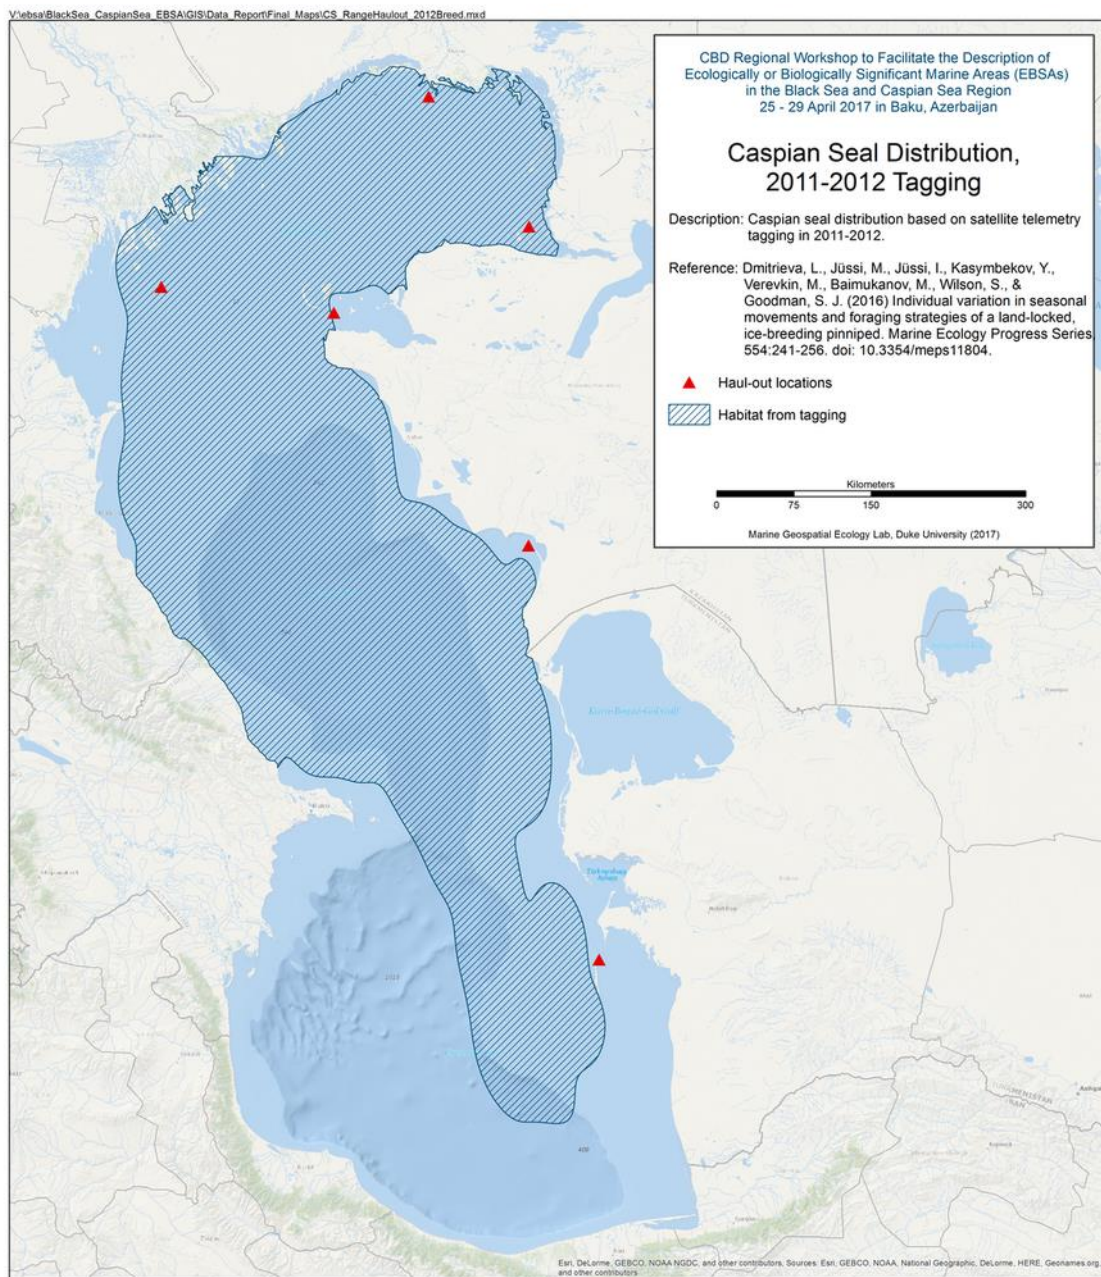 V:\ebsa\BlackSea_CaspianSea_EBSA\GIS\Data_Report\Final_Maps\CS_RangeHaulout_2012Breed.mxd
CBD Regional Workshop to Facilitate the Description of
Ecologically or Biologically Significant Marine Areas (EBSAs)
in the Black Sea and Caspian Sea Region
25 - 29 April 2017 in Baku, Azerbaijan
Caspian Seal Distribution,
2011-2012 Tagging
Description: Caspian seal distribution based on satellite telemetry
tagging in 2011-2012.
Reference: Dmitrieva, L., Jüssi, M., Jüssi, I., Kasymbekov, Y.,
Verevkin, M., Baimukanov, M., Wilson, S., &
Goodman, S. J. (2016) Individual variation in seasonal
movements and foraging strategies of a land-locked,
ice-breeding pinniped. Marine Ecology Progress Series,
554:241-256. doi: 10.3354/meps11804.
Haul-out locations
Habitat from tagging
Kilometers
0 75 150 300
Marine Geospatial Ecology Lab, Duke University (2017)
KAZAKHSTAN
TURKMENISTAN
TURKMENISTAN
IRAN
400
Esri, DeLorme, GEBCO, NOAA NGDC, and other contributors, Sources: Esri, GEBCO, NOAA, National Geographic, DeLorme, HERE, Geonames.org,
and other contributors